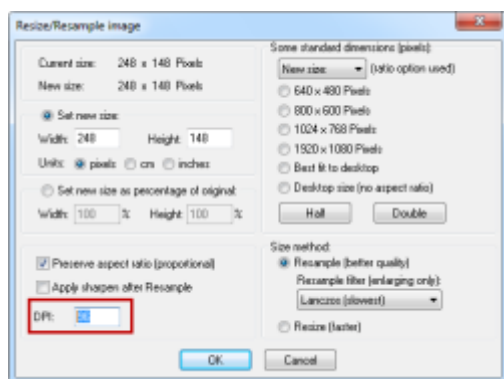 Resize/Resample image
Current size: 248 x 148 Pixels
New size: 248 x 148 Pixels
Set new size:
Width: 248 Height: 148
Units: pixels cm inches
Set new size as percentage of original:
Width: 100 % Height: 100 %
Preserve aspect ratio (proportional)
Apply sharpen after Resample
DPI: 96
OK
Some standard dimensions (pixels):
New size: (ratio option used)
640 x 480 Pixels
800 x 600 Pixels
1024 x 768 Pixels
1920 x 1080 Pixels
Best fit to desktop
Desktop size (no aspect ratio)
Half Double
Size method:
Resample (better quality)
Resample filter (enlarging only):
Lanczos (slowest)
Resize (faster)
Cancel